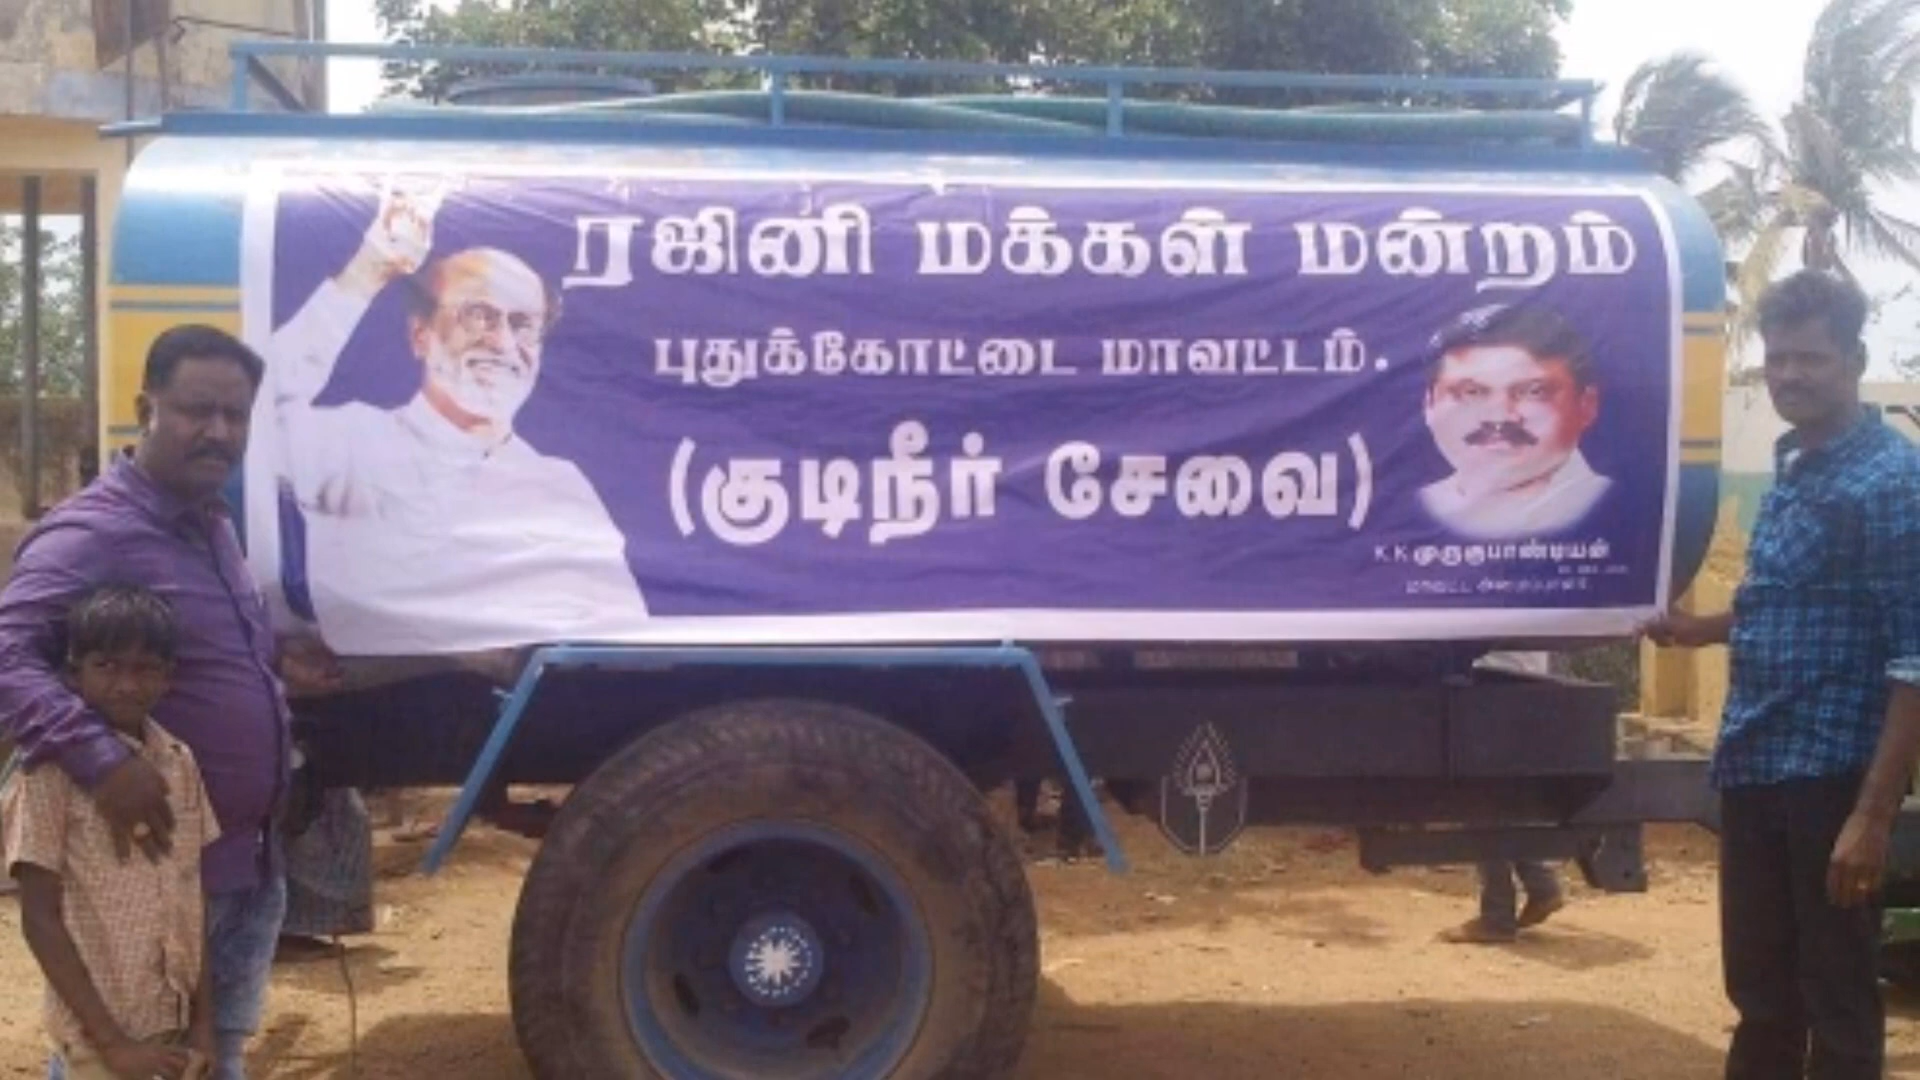 ரஜினி மக்கள் மன்றம்
புதுக்கோட்டை மாவட்டம்.
(குடிநீர் சேவை)
K.K.முருகுபாண்டியன்